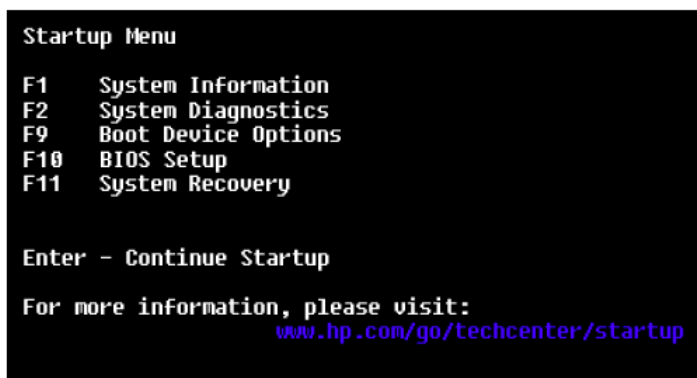 Startup Menu
F1 System Information
F2 System Diagnostics
F9 Boot Device Options
F10 BIOS Setup
F11 System Recovery
Enter - Continue Startup
For more information, please visit:
www.hp.com/go/techcenter/startup